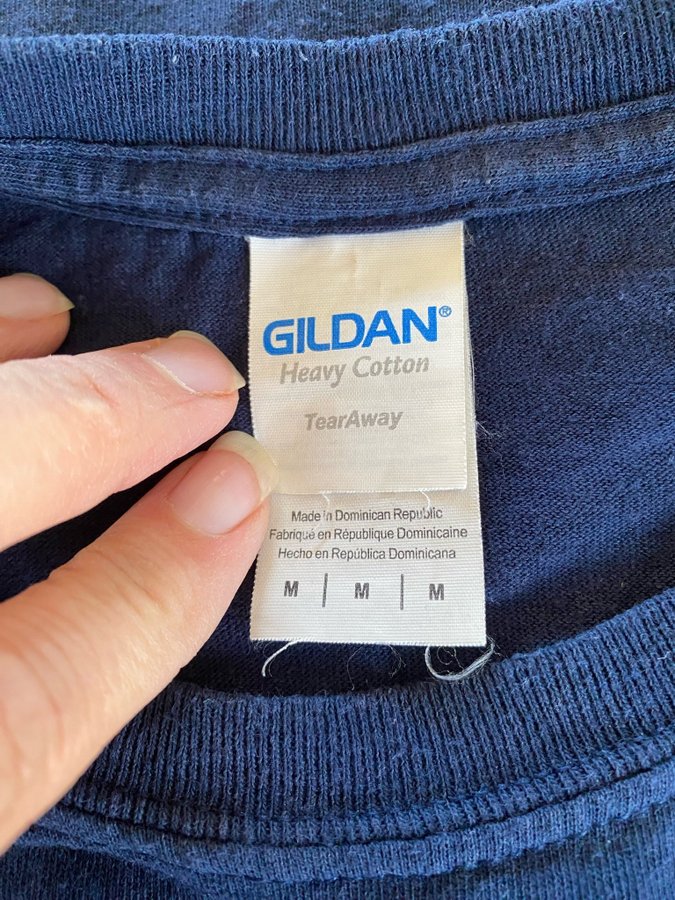 GILDAN®
Heavy Cotton
TearAway
Made in Dominican Republic
Fabriqué en République Dominicaine
Hecho en República Dominicana
M | M | M